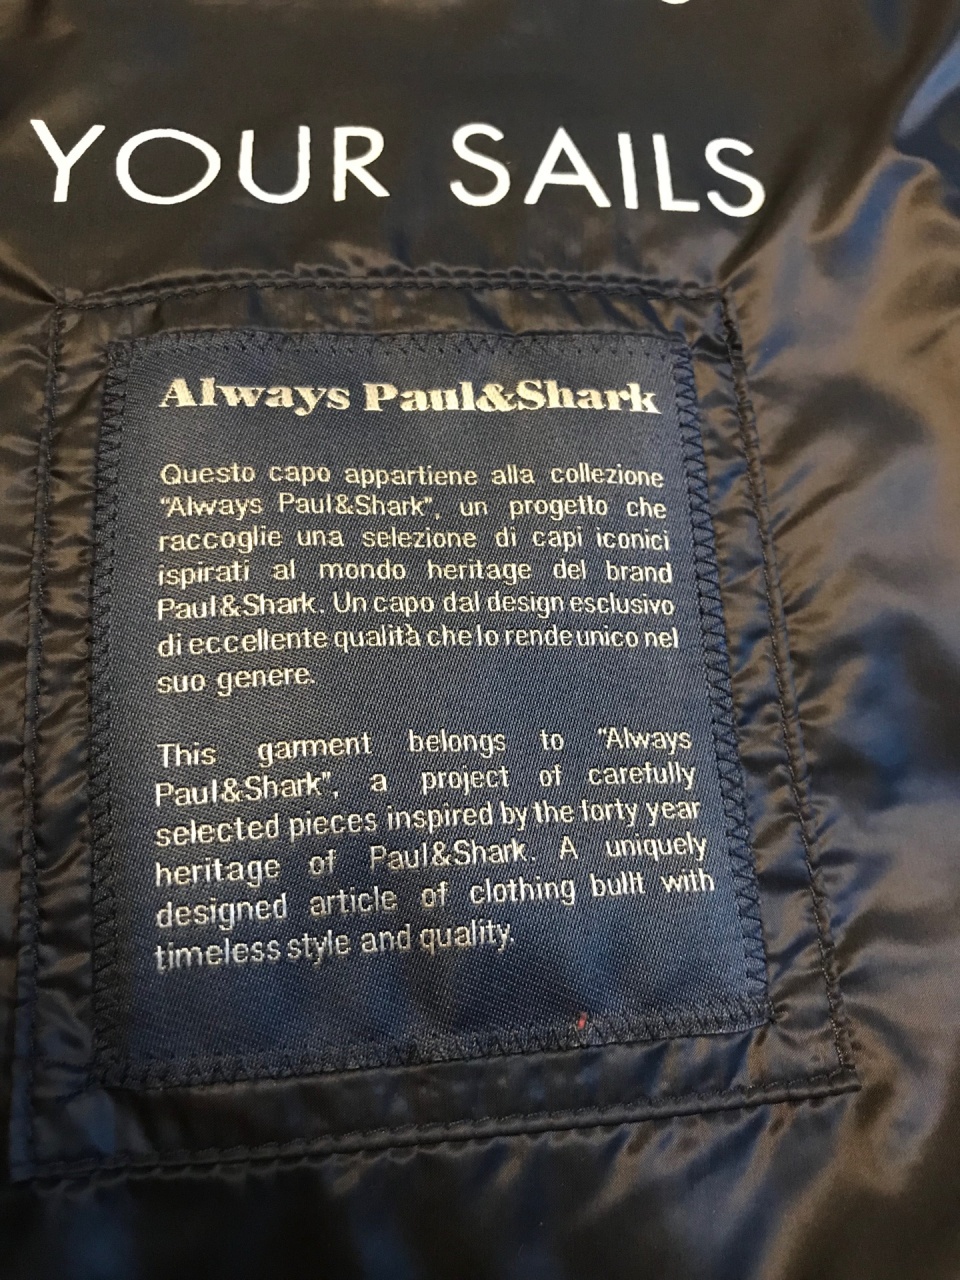 YOUR SAILS
Always Paul&Shark
Questo capo appartiene alla collezione
"Always Paul&Shark", un progetto che
raccoglie una selezione di capi iconici
ispirati al mondo heritage del brand
Paul&Shark. Un capo dal design esclusivo
di eccellente qualità che lo rende unico nel
suo genere.
This garment belongs to "Always
Paul&Shark", a project of carefully
selected pieces inspired by the forty year
heritage of Paul&Shark. A uniquely
designed article of clothing built with
timeless style and quality.